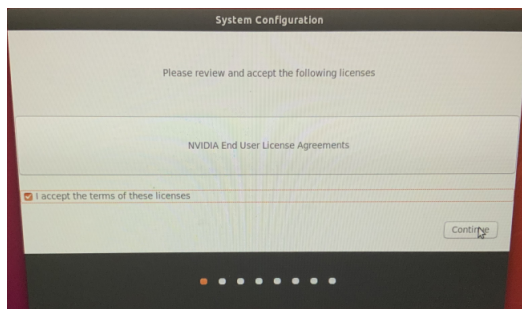 System Configuration
Please review and accept the following licenses
NVIDIA End User License Agreements
I accept the terms of these licenses
Continue